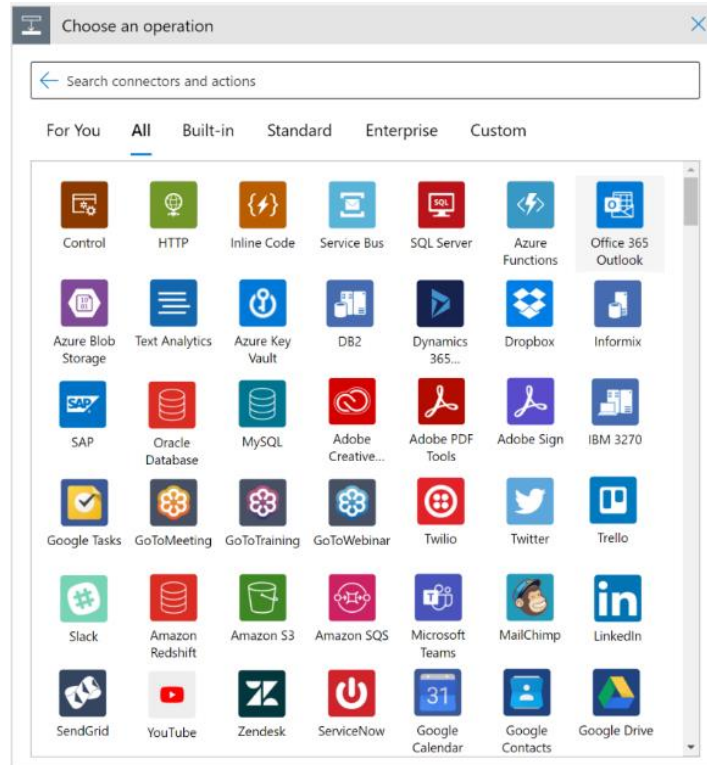 Choose an operation
Search connectors and actions
For You All Built-in Standard Enterprise Custom
SQL
Control HTTP Inline Code Service Bus SQL Server Azure Functions Office 365 Outlook
Azure Blob Storage Text Analytics Azure Key Vault DB2 Dynamics 365... Dropbox Informix
SAP
SAP Oracle Database MySQL Adobe Creative... Adobe PDF Tools Adobe Sign IBM 3270
Google Tasks GoToMeeting GoToTraining GoToWebinar Twilio Twitter Trello
in
Slack Amazon Redshift Amazon S3 Amazon SQS Microsoft Teams MailChimp LinkedIn
31
SendGrid YouTube Zendesk ServiceNow Google Calendar Google Contacts Google Drive